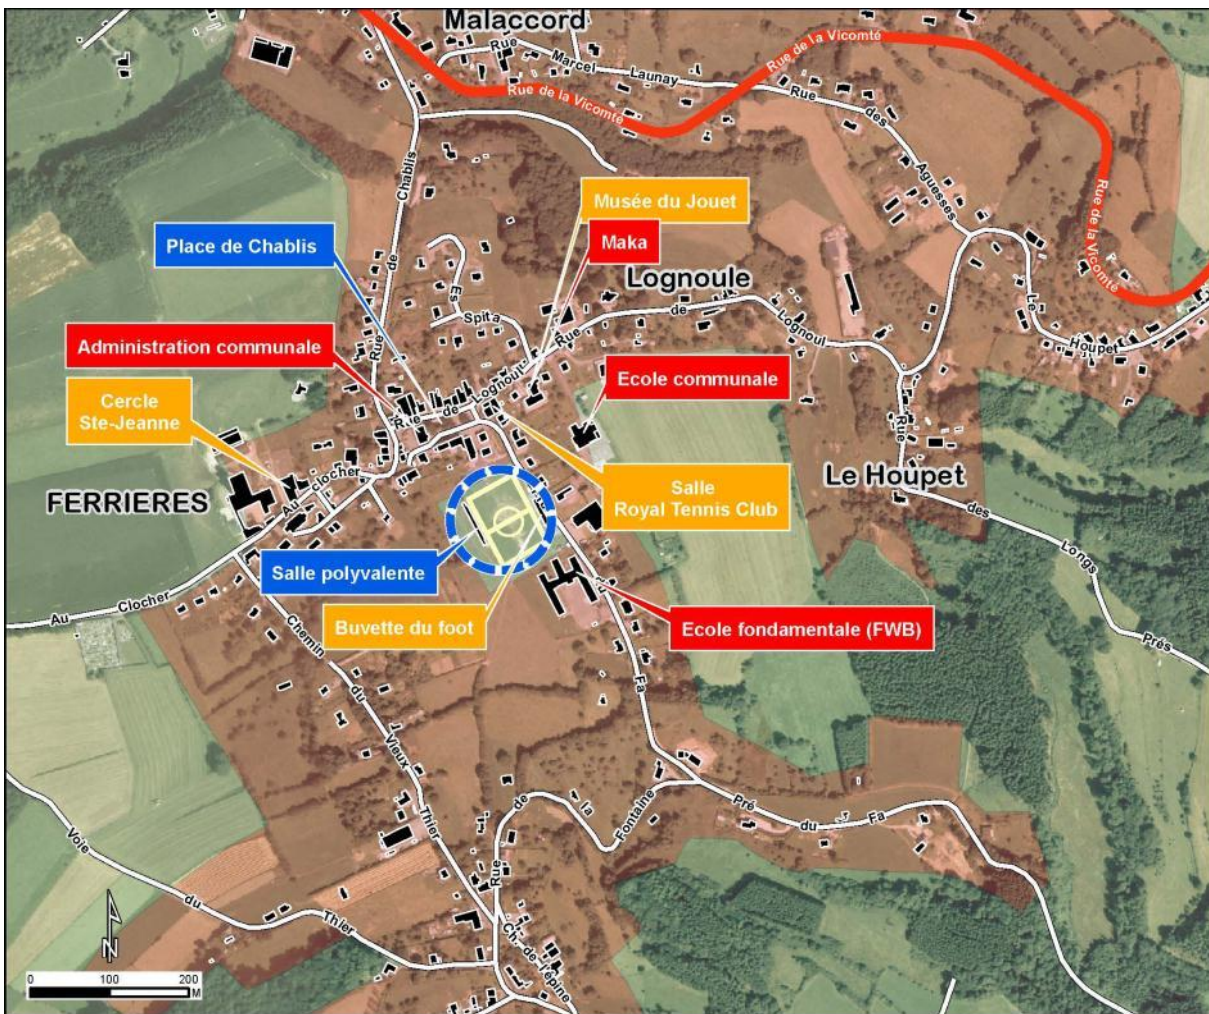 Malaccord
Rue Marcel Launay
Rue de la Vicomté
Rue de la Vicomté
Rue des Aguesses
Rue de la Vicomté
Rue de Chablis
Musée du Jouet
Place de Chablis
Maka
Lognoule
Es Spita
Rue de Lognoul
Le Houpet
Administration communale
Ecole communale
Cercle
Ste-Jeanne
Rue de Lognoul
Rue des Longs Prés
Le Houpet
FERRIERES
Au clocher
Salle
Royal Tennis Club
Salle polyvalente
Au Clocher
Buvette du foot
Ecole fondamentale (FWB)
Chemin du Vieux Thier
Pré du Fa
Rue de la Fontaine
Pré du Fa
Voie du Thier
Ch. de l'épine
N
0 100 200
M